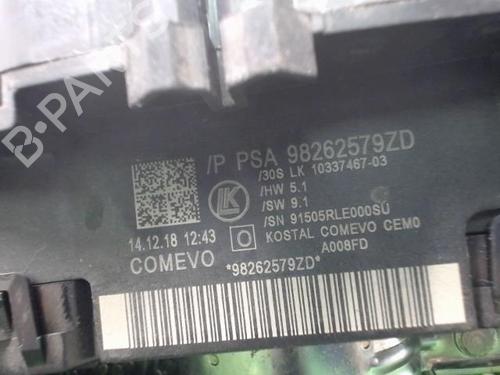 /P PSA 98262579ZD
/30S LK 10337467-03
/HW 5.1
/SW 9.1
/SN 91505RLE000SU
14.12.18 12:43
O KOSTAL COMEVO CEM0
A008FD
COMEVO
*98262579ZD*
B-PARTS